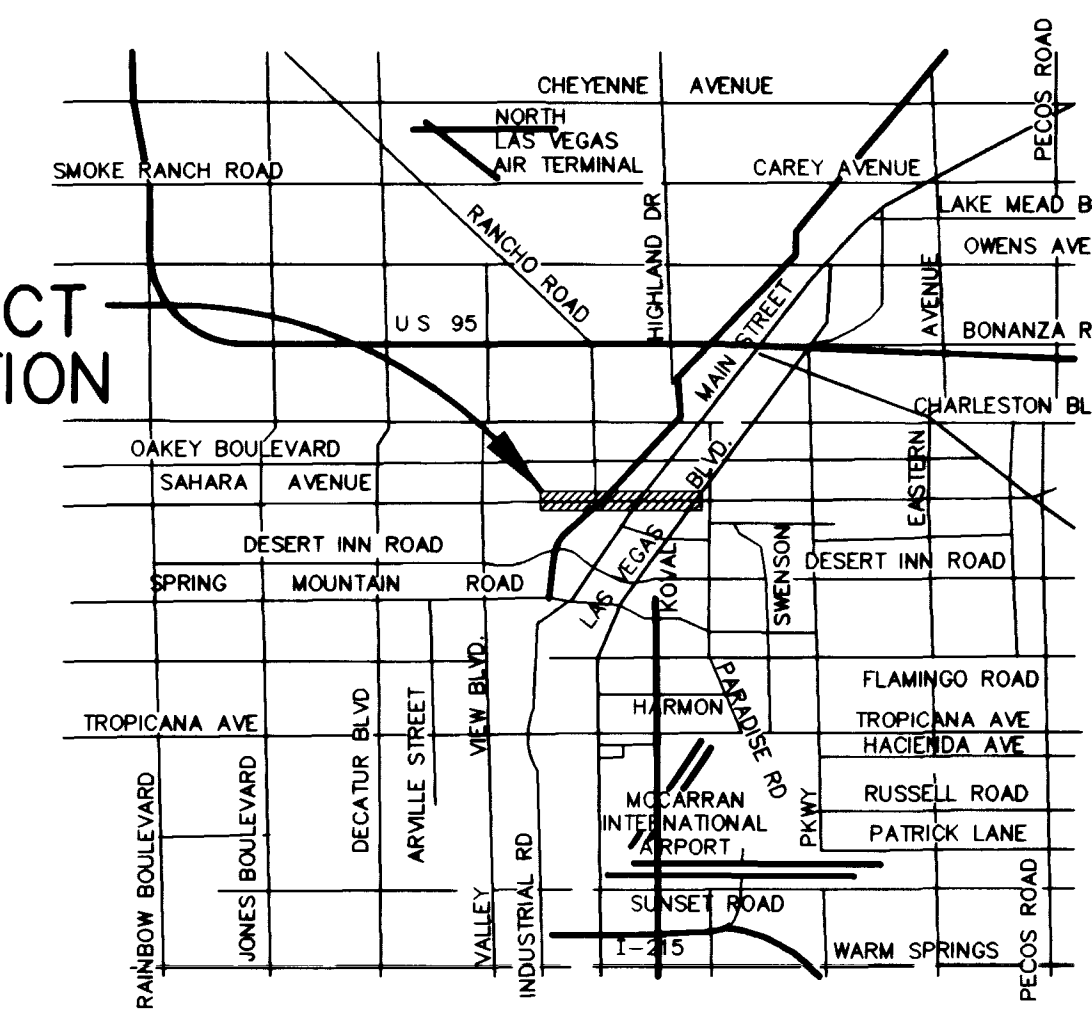 CHEYENNE AVENUE
NORTH
LAS VEGAS
AIR TERMINAL
PECOS ROAD
SMOKE RANCH ROAD
CAREY AVENUE
RANCHO ROAD
HIGHLAND DR
LAKE MEAD B
OWENS AVE
AVENUE
CT
TION
U S 95
MAIN STREET
BONANZA R
CHARLESTON BL
OAKEY BOULEVARD
SAHARA AVENUE
LAS VEGAS BLVD.
EASTERN
DESERT INN ROAD
SPRING MOUNTAIN ROAD
KOVAL
SWENSON
DESERT INN ROAD
FLAMINGO ROAD
HARMON
PARADISE RD
TROPICANA AVE
TROPICANA AVE
HACIENDA AVE
RAINBOW BOULEVARD
JONES BOULEVARD
DECATUR BLVD
ARVILLE STREET
VALLEY VIEW BLVD.
INDUSTRIAL RD
MCCARRAN
INTERNATIONAL
AIRPORT
PKWY
RUSSELL ROAD
PATRICK LANE
SUNSET ROAD
I-215
WARM SPRINGS
PECOS ROAD